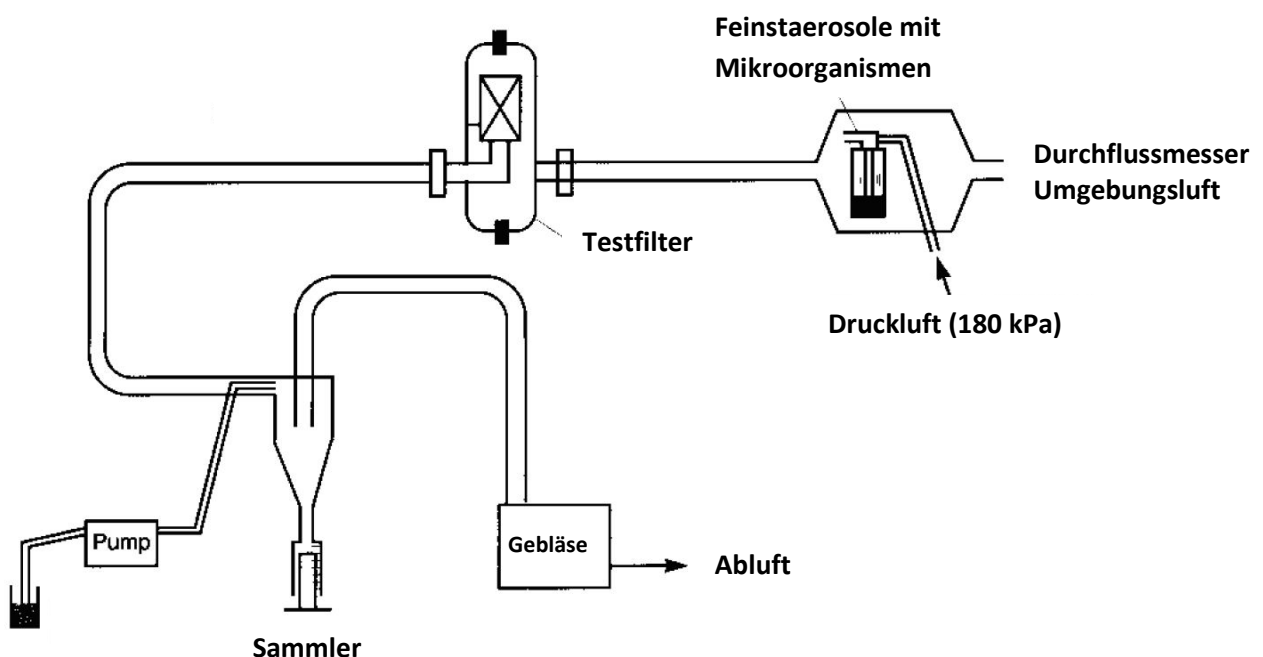 Feinstaerosole mit
Mikroorganismen
Durchflussmesser
Umgebungsluft
Testfilter
Druckluft (180 kPa)
Pump
Gebläse
Abluft
Sammler